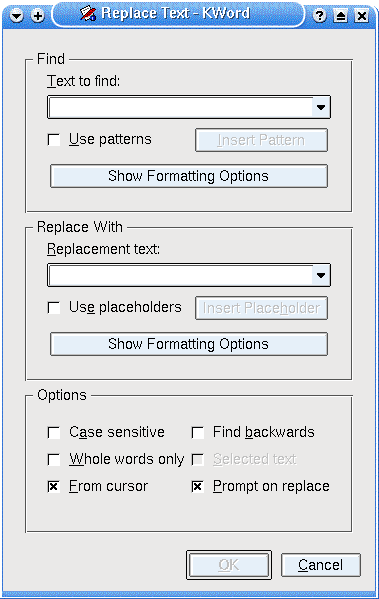 Replace Text - KWord
Find
Text to find:
Use patterns Insert Pattern
Show Formatting Options
Replace With
Replacement text:
Use placeholders Insert Placeholder
Show Formatting Options
Options
Case sensitive Find backwards
Whole words only Selected text
From cursor Prompt on replace
OK Cancel